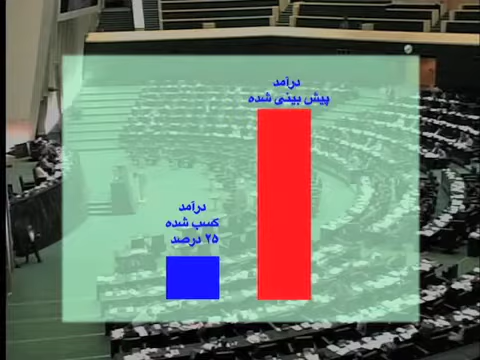 درآمد
پیش بینی شده
درآمد
کسب شده
۲۵ درصد